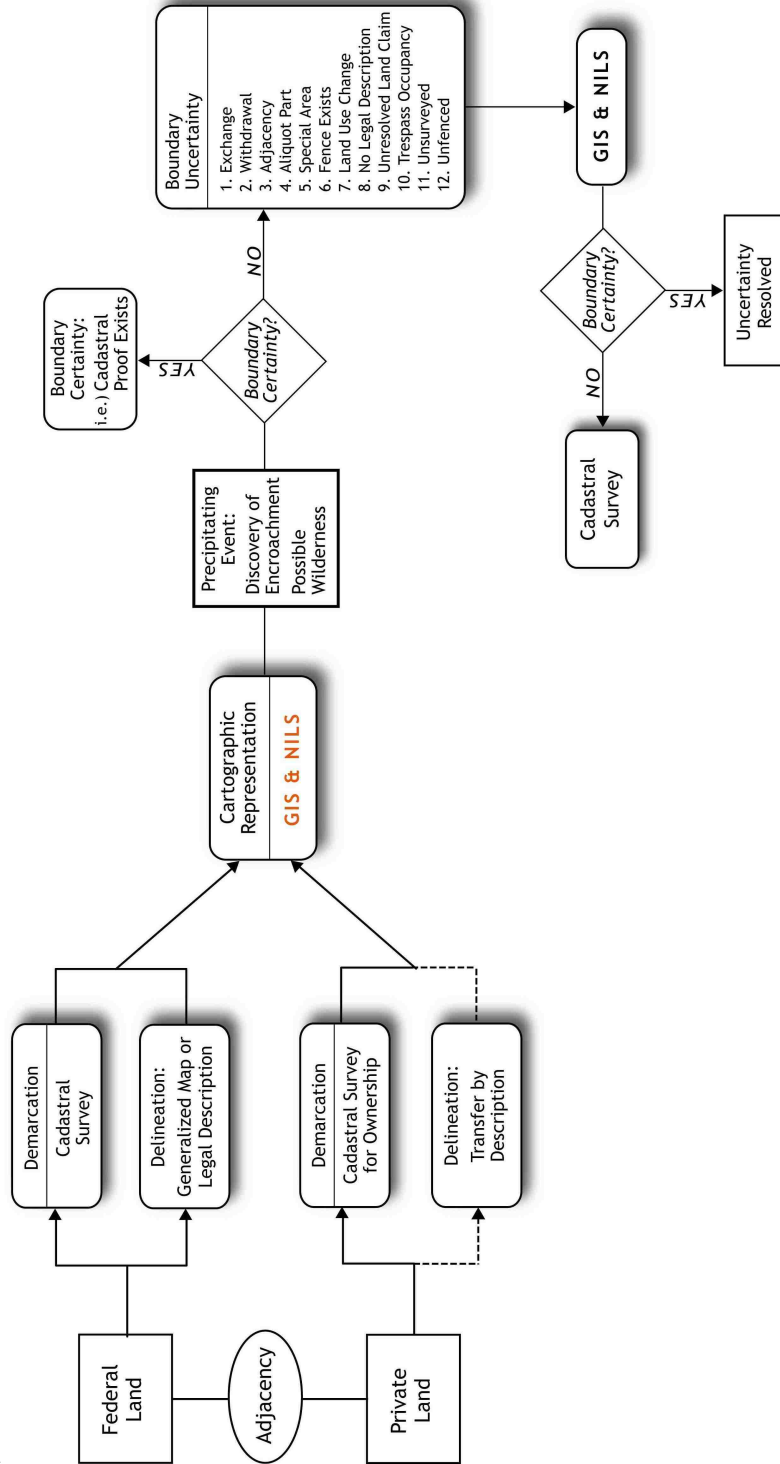 Federal
Land
Adjacency
Private
Land
Demarcation
Cadastral
Survey
Delineation:
Generalized Map or
Legal Description
Demarcation
Cadastral Survey
for Ownership
Delineation:
Transfer by
Description
Cartographic
Representation
GIS & NILS
Precipitating
Event:
Discovery of
Encroachment
Possible
Wilderness
Boundary
Certainty?
YES
Boundary
Certainty:
i.e.) Cadastral
Proof Exists
NO
Boundary
Uncertainty
1. Exchange
2. Withdrawal
3. Adjacency
4. Aliquot Part
5. Special Area
6. Fence Exists
7. Land Use Change
8. No Legal Description
9. Unresolved Land Claim
10. Trespass Occupancy
11. Unsurveyed
12. Unfenced
GIS & NILS
Boundary
Certainty?
NO
Cadastral
Survey
YES
Uncertainty
Resolved